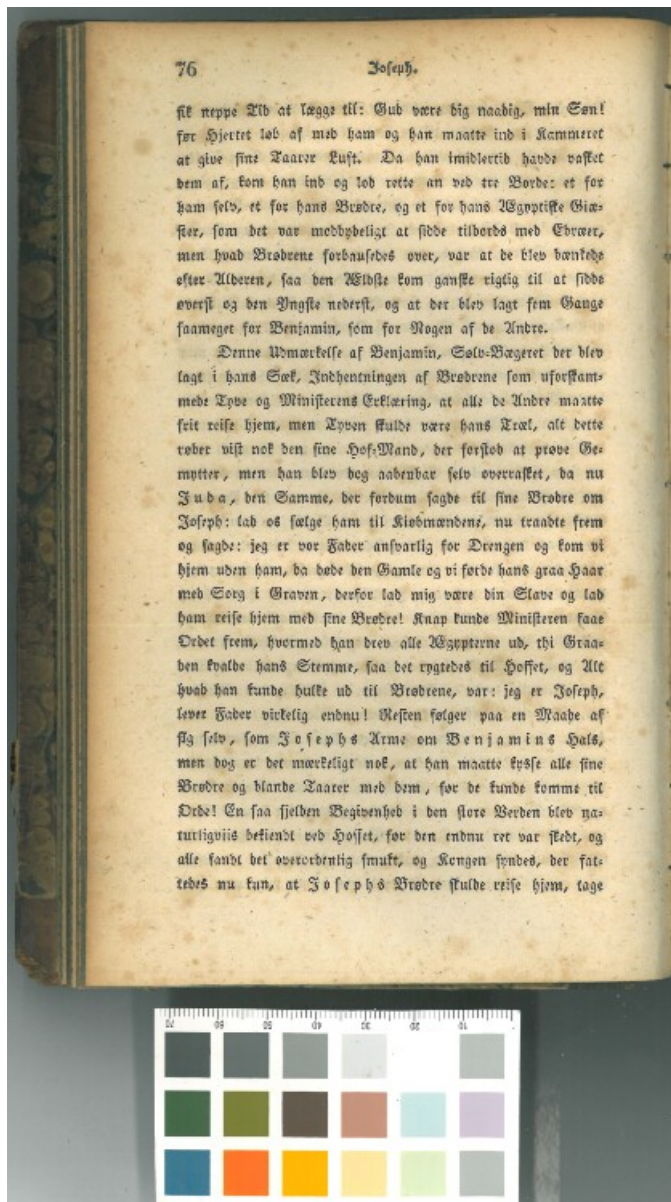 76
Joseph.
fik neppe Tid at lægge til: Gud være dig naadig, min Søn!
før Hjertet løb af med ham og han maatte ind i Kammeret
at give sine Taarer Luft. Da han imidlertid havde vasket
dem af, kom han ind og lod rette an ved tre Borde: et for
ham selv, et for hans Brødre, og et for hans Ægyptiske Giæ-
ster, som det var modbydeligt at sidde tilbords med Ebræer,
men hvad Brødrene forbausedes over, var at de blev bænkede
efter Alderen, saa den Ældste kom ganske rigtig til at sidde
øverst og den Yngste nederst, og at der blev lagt fem Gange
saameget for Benjamin, som for Nogen af de Andre.
Denne Udmærkelse af Benjamin, Sølv-Bægeret der blev
lagt i hans Sæk, Indhentningen af Brødrene som uforskam-
mede Tyve og Ministerens Erklæring, at alle de Andre maatte
frit reise hjem, men Tyven skulde være hans Træl, alt dette
røber vist nok den fine Hof-Mand, der forstod at prøve Ge-
mytter, men han blev dog aabenbar selv overrasket, da nu
Juda, den Samme, der fordum sagde til sine Brødre om
Joseph: lad os sælge ham til Kiøbmændene, nu traadte frem
og sagde: jeg er vor Fader ansvarlig for Drengen og kom vi
hjem uden ham, da døde den Gamle og vi førde hans graa Haar
med Sorg i Graven, derfor lad mig være din Slave og lad
ham reise hjem med sine Brødre! Knap kunde Ministeren faae
Ordet frem, hvormed han drev alle Ægypterne ud, thi Graa-
den kvalde hans Stemme, saa det rygtedes til Hoffet, og Alt
hvad han kunde hulke ud til Brødrene, var: jeg er Joseph,
lever Fader virkelig endnu! Resten følger paa en Maade af
sig selv, som Josephs Arme om Benjamins Hals,
men dog er det mærkeligt nok, at han maatte kysse alle sine
Brødre og blande Taarer med dem, før de kunde komme til
Orde! En saa sjelden Begivenhed i den store Verden blev na-
turligviis bekiendt ved Hoffet, før den endnu ret var skedt, og
alle fandt det overordenlig smukt, og Kongen syndes, der fat-
tedes nu kun, at Josephs Brødre skulde reise hjem, tage
70 60 50 40 30 20 10